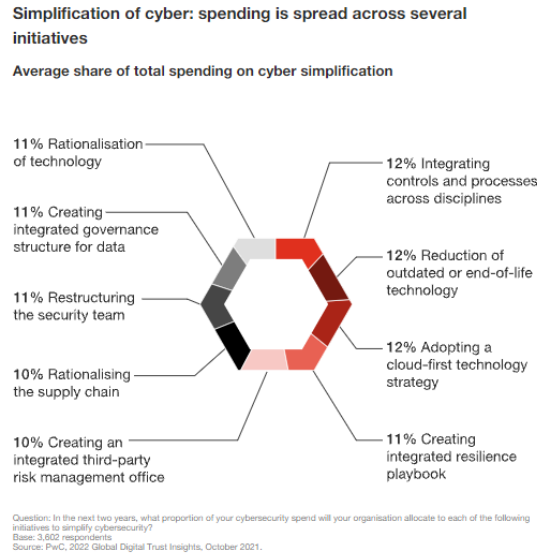 Simplification of cyber: spending is spread across several
initiatives
Average share of total spending on cyber simplification
11% Rationalisation
of technology
11% Creating
integrated governance
structure for data
11% Restructuring
the security team
10% Rationalising
the supply chain
10% Creating an
integrated third-party
risk management office
12% Integrating
controls and processes
across disciplines
12% Reduction of
outdated or end-of-life
technology
12% Adopting a
cloud-first technology
strategy
11% Creating
integrated resilience
playbook
Question: In the next two years, what proportion of your cybersecurity spend will your organisation allocate to each of the following
initiatives to simplify cybersecurity?
Base: 3,602 respondents
Source: PwC, 2022 Global Digital Trust Insights, October 2021.